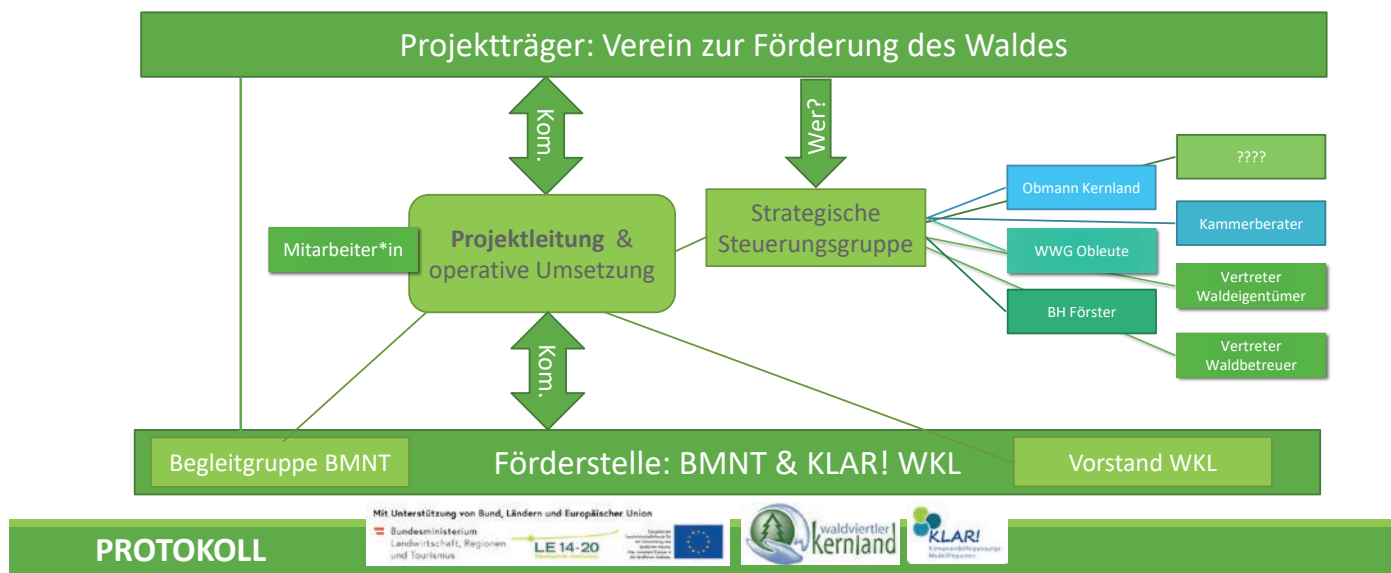 Projektträger: Verein zur Förderung des Waldes
Kom.
Wer?
????
Obmann Kernland
Strategische
Steuerungsgruppe
Kammerberater
Projektleitung &
operative Umsetzung
Mitarbeiter*in
WWG Obleute
Vertreter
Waldeigentümer
BH Förster
Vertreter
Waldbetreuer
Kom.
Begleitgruppe BMNT
Förderstelle: BMNT & KLAR! WKL
Vorstand WKL
PROTOKOLL
Mit Unterstützung von Bund, Ländern und Europäischer Union
Bundesministerium
Landwirtschaft, Regionen
und Tourismus
LE 14-20
waldviertler
kernland
KLAR!